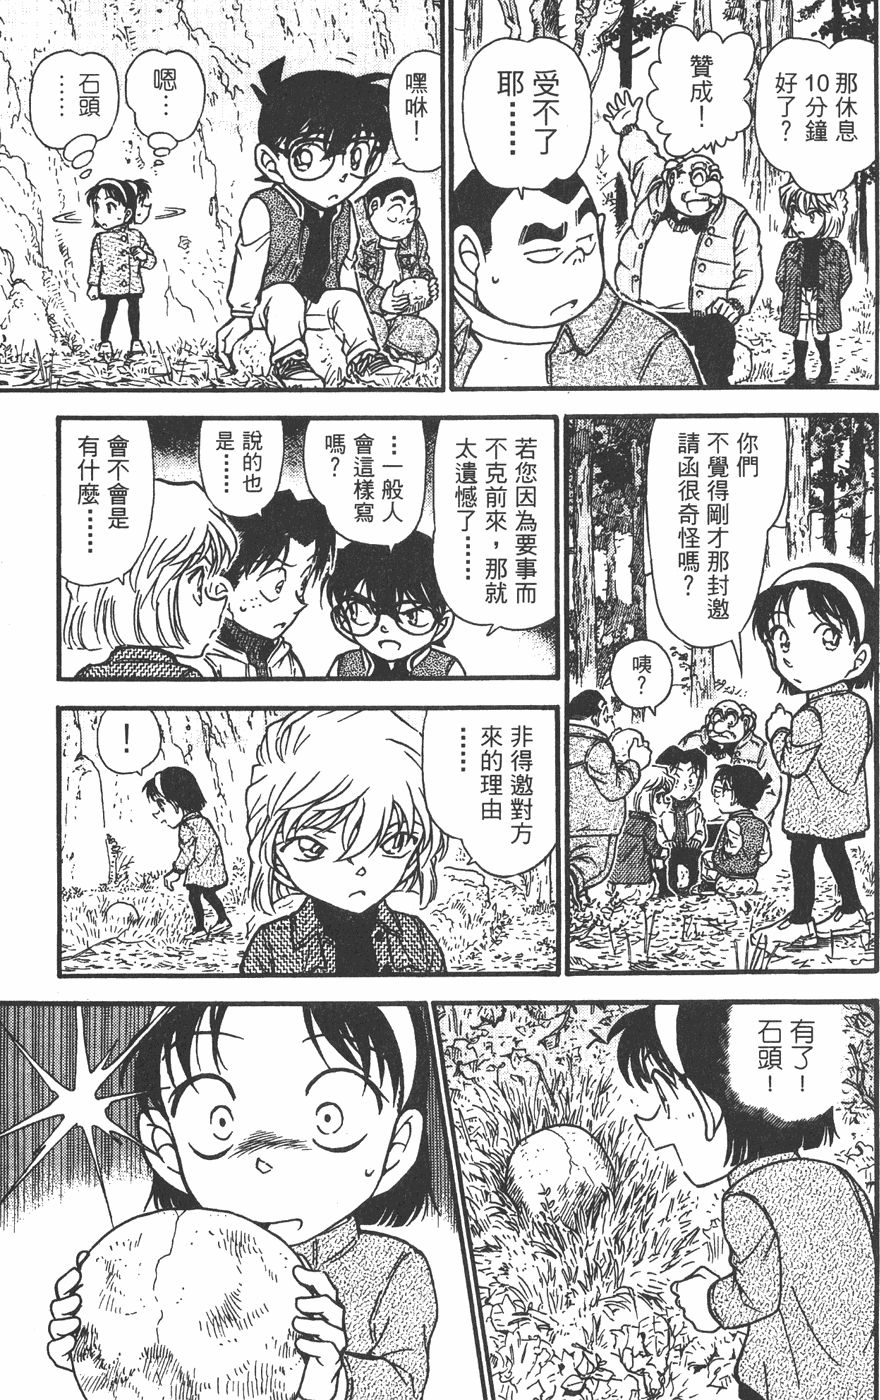 那休息
10分鐘
好了?
贊成!
受不了
耶……
嘿咻!
嗯…
石頭
……
你們
不覺得剛才那封邀
請函很奇怪嗎?
咦?
若您因為要事而
不克前來,那就
太遺憾了……
…一般人
會這樣寫
嗎?
說的也
是……
會不會是
有什麼……
非得邀對方
來的理由
……
!
有了!
石頭!